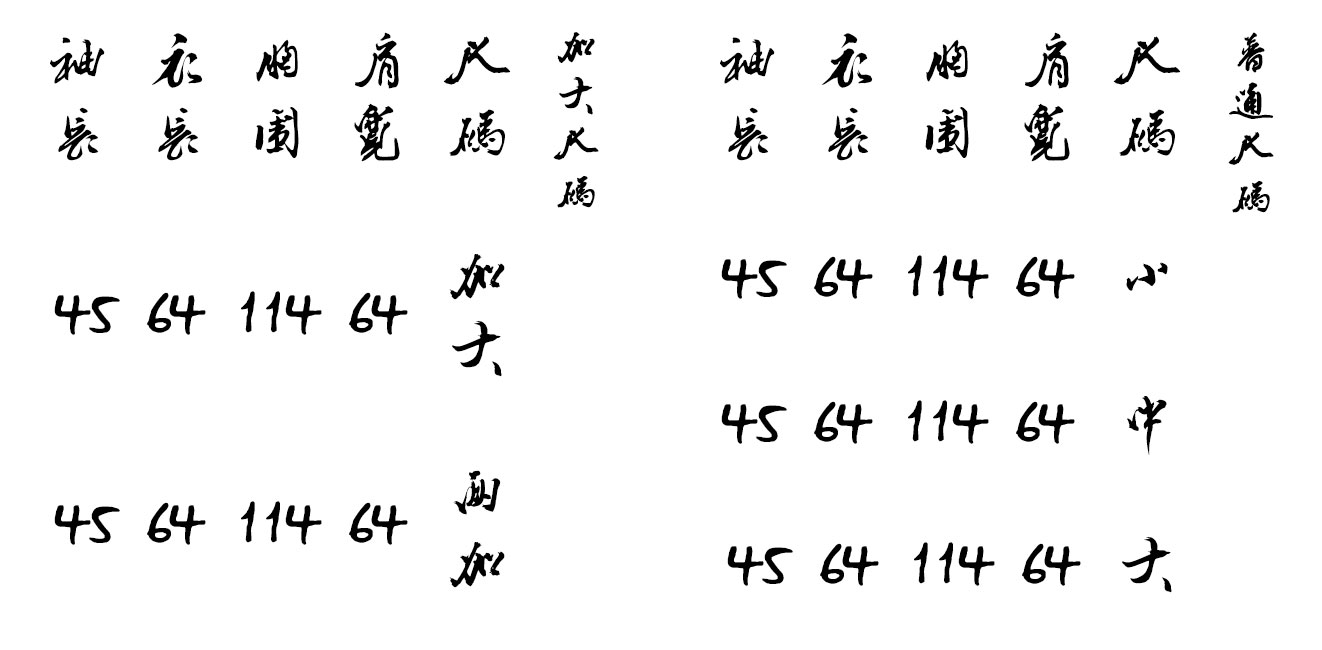 普通尺碼
尺碼 肩寬 胸圍 衣長 袖長
小 64 114 64 45
中 64 114 64 45
大 64 114 64 45
加大尺碼
尺碼 肩寬 胸圍 衣長 袖長
加大 64 114 64 45
兩加 64 114 64 45